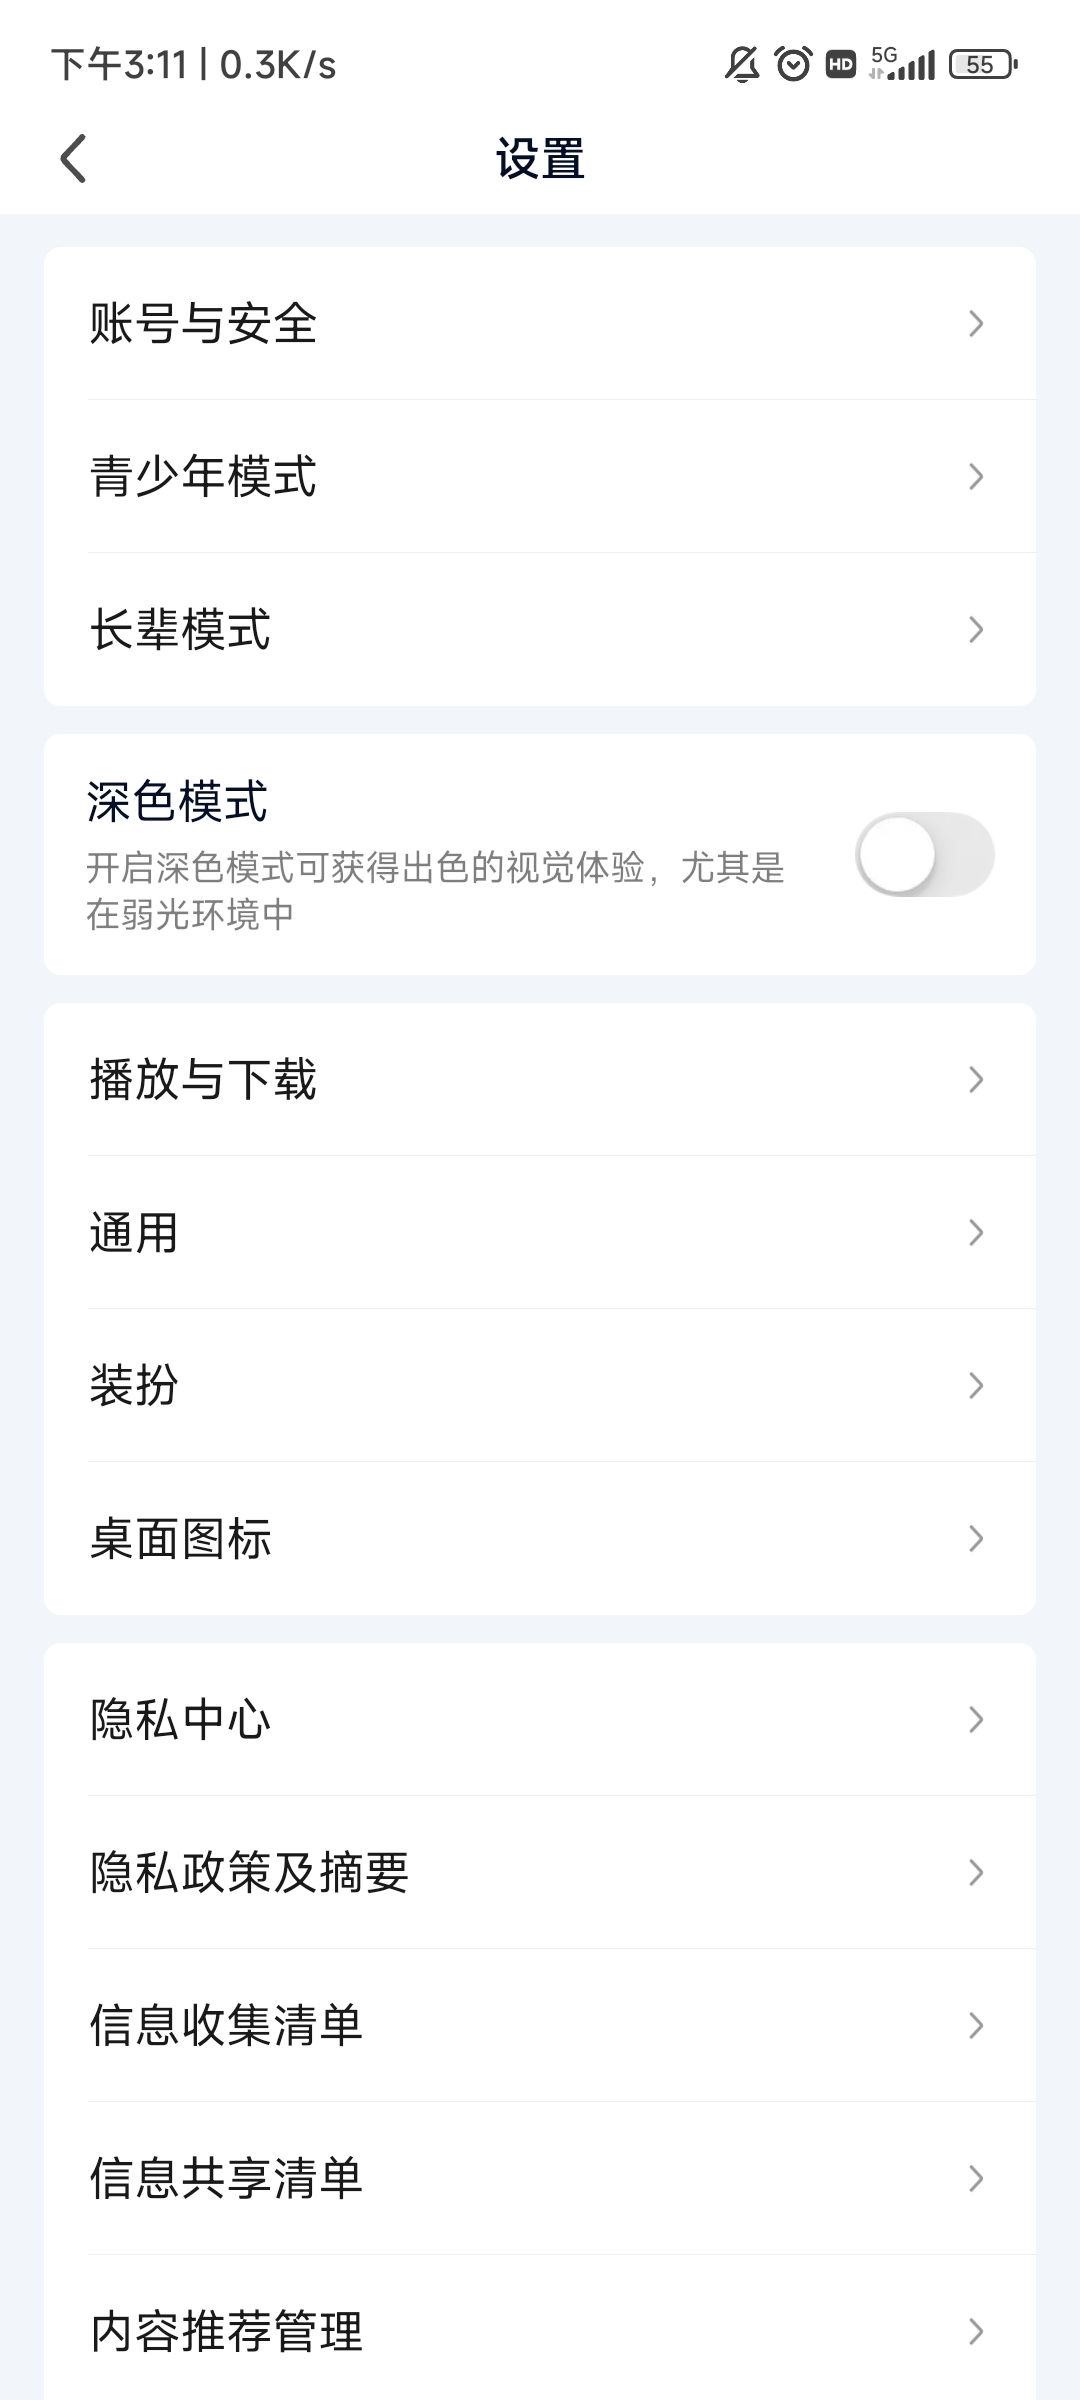 下午3:11 | 0.3K/s
HD 5G 55
设置
账号与安全
青少年模式
长辈模式
深色模式
开启深色模式可获得出色的视觉体验，尤其是
在弱光环境中
播放与下载
通用
装扮
桌面图标
隐私中心
隐私政策及摘要
信息收集清单
信息共享清单
内容推荐管理